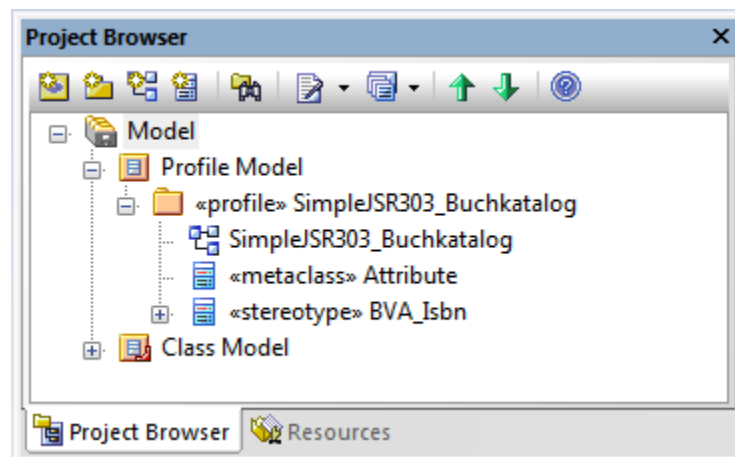 Project Browser
Model
Profile Model
«profile» SimpleJSR303_Buchkatalog
SimpleJSR303_Buchkatalog
«metaclass» Attribute
«stereotype» BVA_Isbn
Class Model
Project Browser Resources